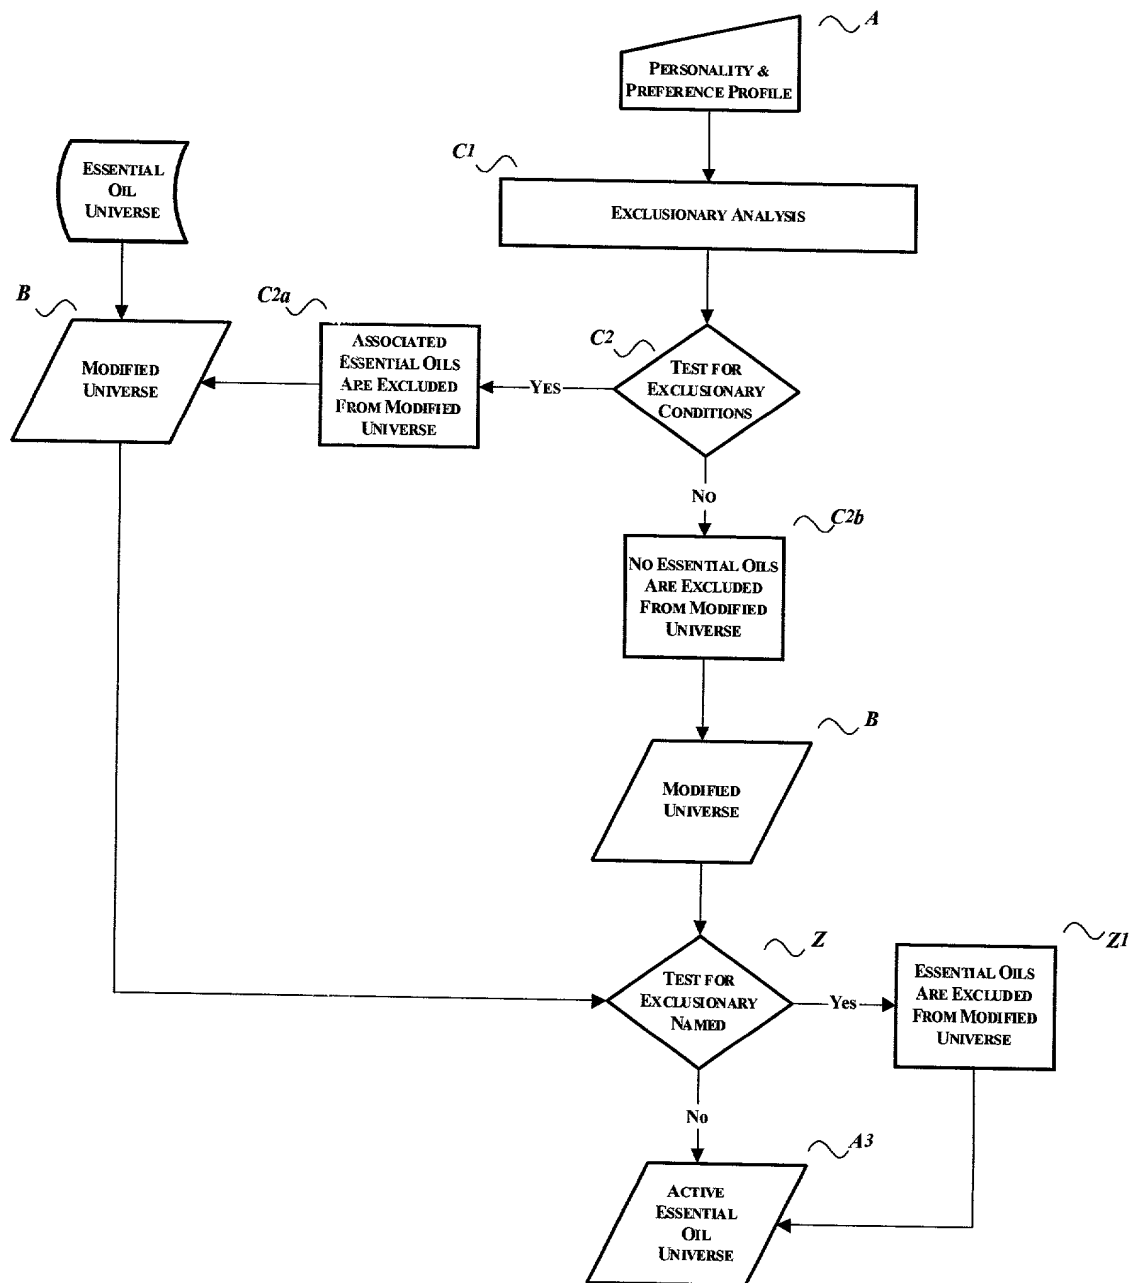 A
PERSONALITY &
PREFERENCE PROFILE
C1
EXCLUSIONARY ANALYSIS
ESSENTIAL
OIL
UNIVERSE
B
MODIFIED
UNIVERSE
C2a
ASSOCIATED
ESSENTIAL OILS
ARE EXCLUDED
FROM MODIFIED
UNIVERSE
YES
C2
TEST FOR
EXCLUSIONARY
CONDITIONS
NO
C2b
NO ESSENTIAL OILS
ARE EXCLUDED
FROM MODIFIED
UNIVERSE
B
MODIFIED
UNIVERSE
Z
TEST FOR
EXCLUSIONARY
NAMED
Yes
Z1
ESSENTIAL OILS
ARE EXCLUDED
FROM MODIFIED
UNIVERSE
No
A3
ACTIVE
ESSENTIAL
OIL
UNIVERSE